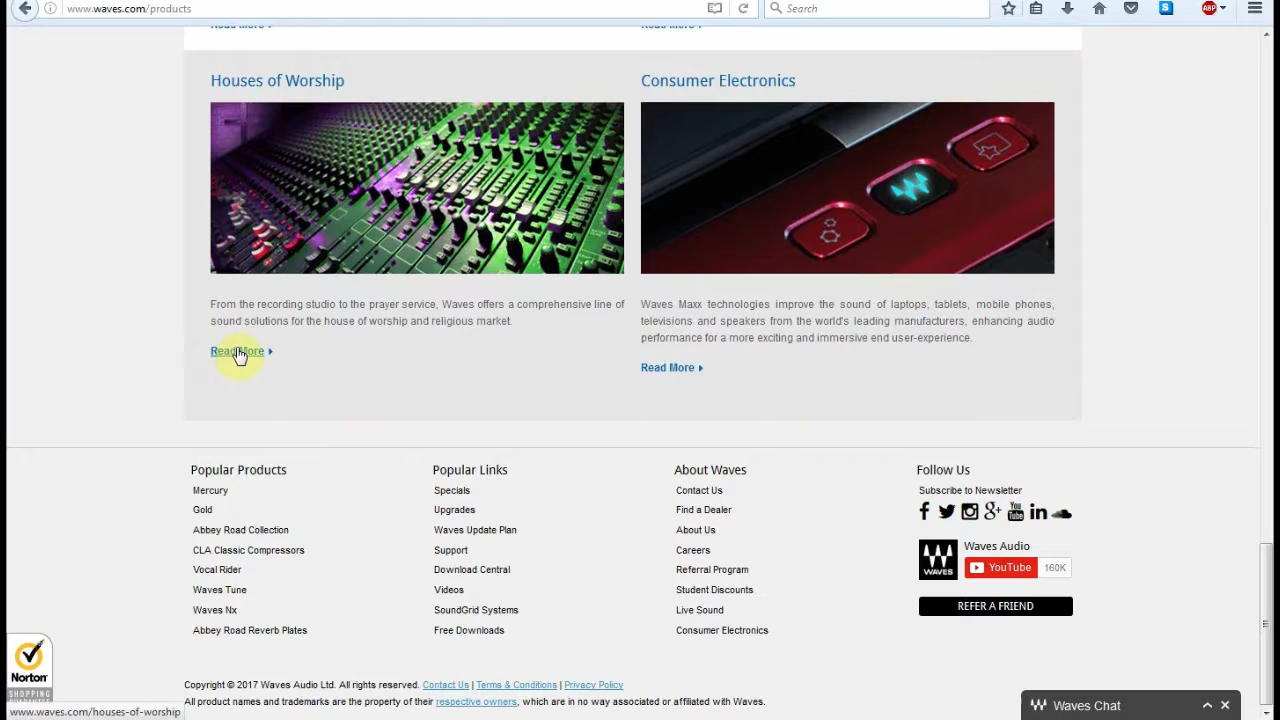 www.waves.com/products
Search
ABP
Houses of Worship
Consumer Electronics
From the recording studio to the prayer service, Waves offers a comprehensive line of
sound solutions for the house of worship and religious market.
Read More
Waves Maxx technologies improve the sound of laptops, tablets, mobile phones,
televisions and speakers from the world's leading manufacturers, enhancing audio
performance for a more exciting and immersive end user-experience.
Read More
Popular Products
Mercury
Gold
Abbey Road Collection
CLA Classic Compressors
Vocal Rider
Waves Tune
Waves Nx
Abbey Road Reverb Plates
Popular Links
Specials
Upgrades
Waves Update Plan
Support
Download Central
Videos
SoundGrid Systems
Free Downloads
About Waves
Contact Us
Find a Dealer
About Us
Careers
Referral Program
Student Discounts
Live Sound
Consumer Electronics
Follow Us
Subscribe to Newsletter
You Tube
WAVES
Waves Audio
YouTube 160K
REFER A FRIEND
Norton
SHOPPING
Copyright © 2017 Waves Audio Ltd. All rights reserved. Contact Us | Terms & Conditions | Privacy Policy
All product names and trademarks are the property of their respective owners, which are in no way associated or affiliated with Waves.
www.waves.com/houses-of-worship
Waves Chat